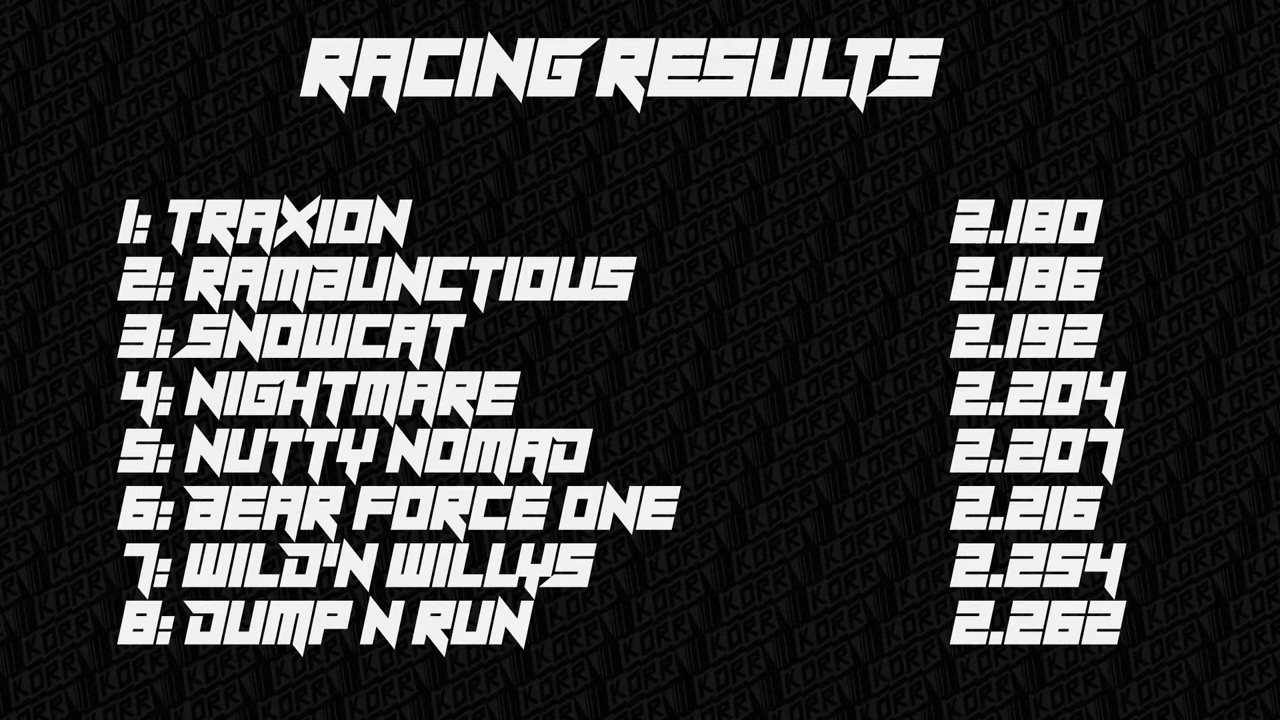 RACING RESULTS
1: TRAXION 2.180
2: RAMBUNCTIOUS 2.186
3: SNOWCAT 2.192
4: NIGHTMARE 2.204
5: NUTTY NOMAD 2.207
6: BEAR FORCE ONE 2.216
7: WILD'N WILLYS 2.254
8: DUMP N RUN 2.262